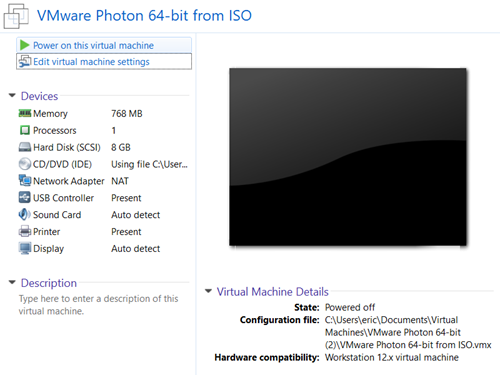 VMware Photon 64-bit from ISO
Power on this virtual machine
Edit virtual machine settings
Devices
Memory 768 MB
Processors 1
Hard Disk (SCSI) 8 GB
CD/DVD (IDE) Using file C:\User...
Network Adapter NAT
USB Controller Present
Sound Card Auto detect
Printer Present
Display Auto detect
Description
Type here to enter a description of this
virtual machine.
Virtual Machine Details
State: Powered off
Configuration file: C:\Users\eric\Documents\Virtual
Machines\VMware Photon 64-bit
(2)\VMware Photon 64-bit from ISO.vmx
Hardware compatibility: Workstation 12.x virtual machine